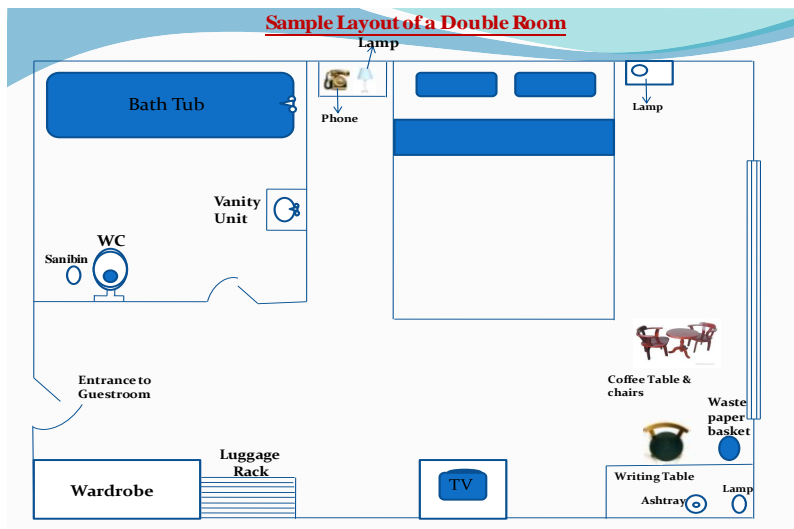 Sample Layout of a Double Room
Lamp
Bath Tub
Phone
Lamp
Vanity
Unit
WC
Sanibin
Entrance to
Guestroom
Coffee Table &
chairs
Waste
paper
basket
Luggage
Rack
Wardrobe
TV
Writing Table
Ashtray
Lamp